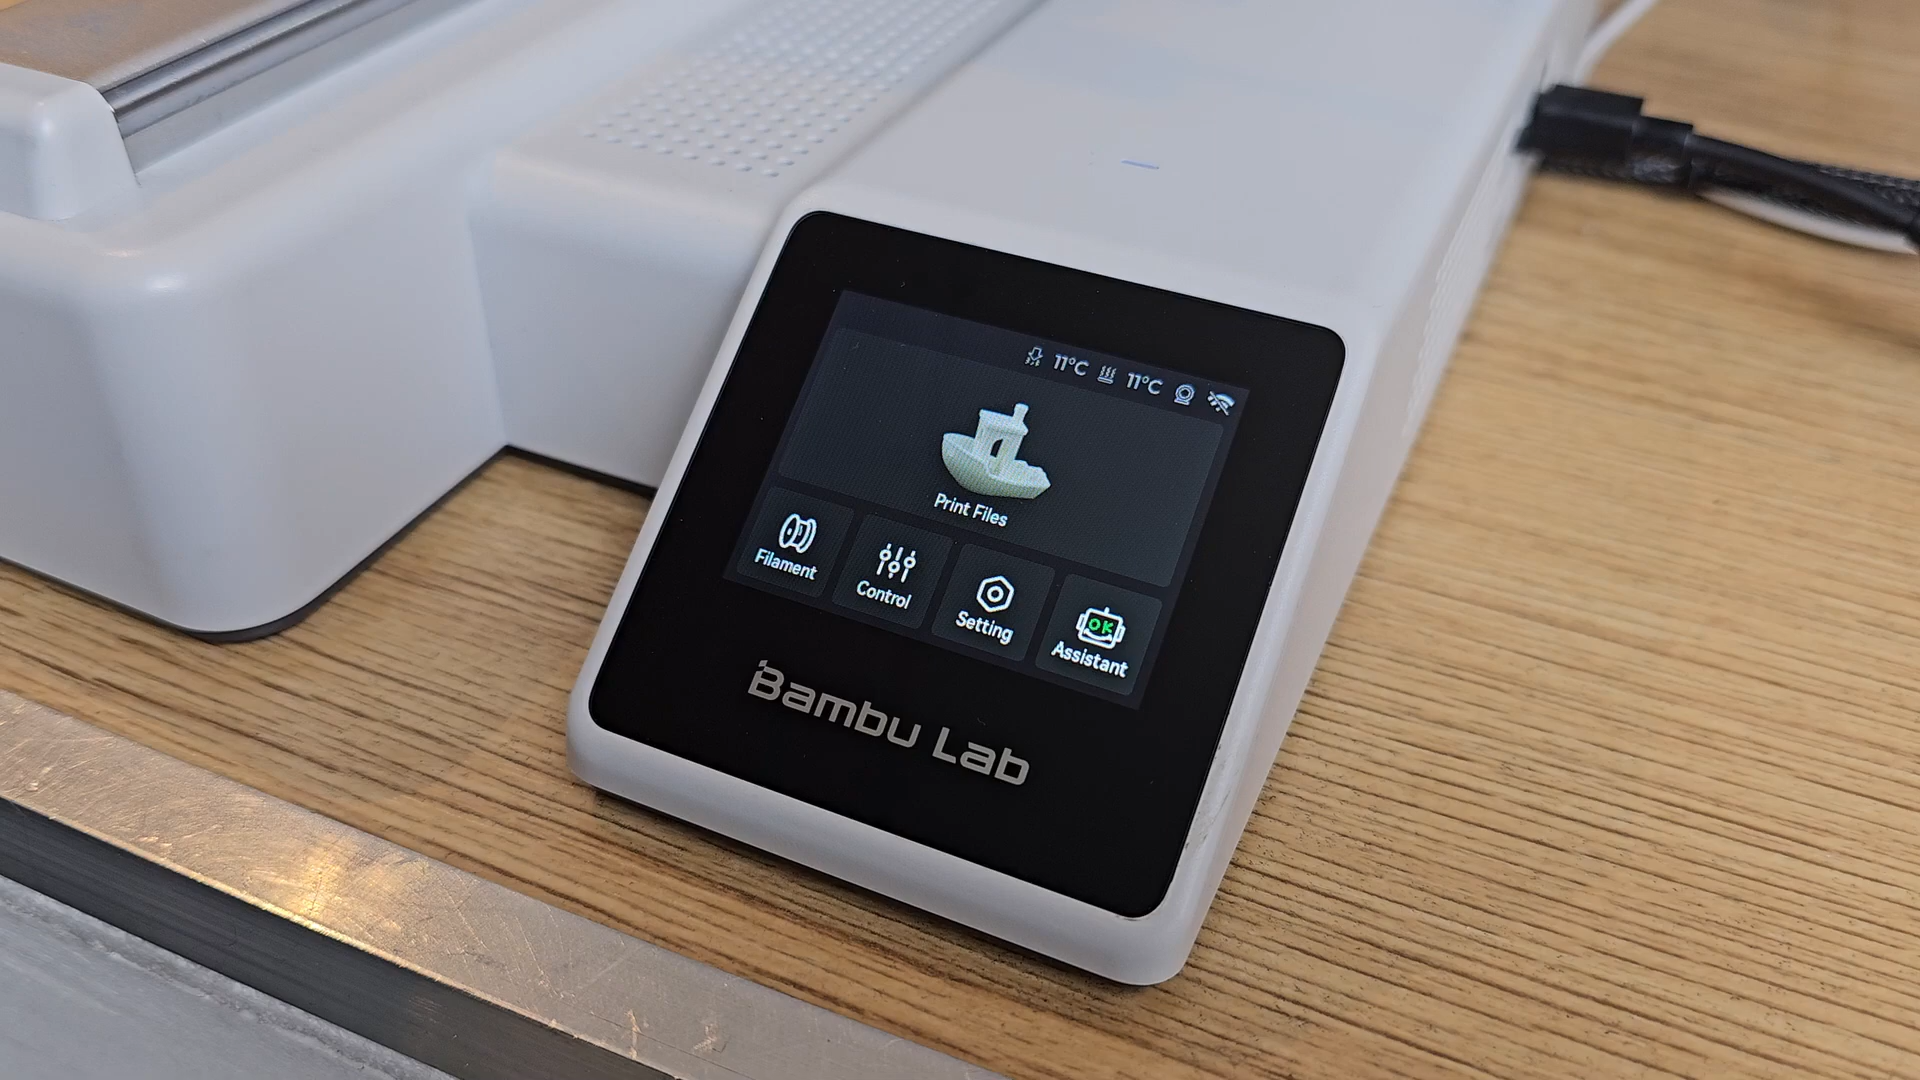 11°C 11°C
Print Files
Filament Control Setting Assistant
OK
Bambu Lab